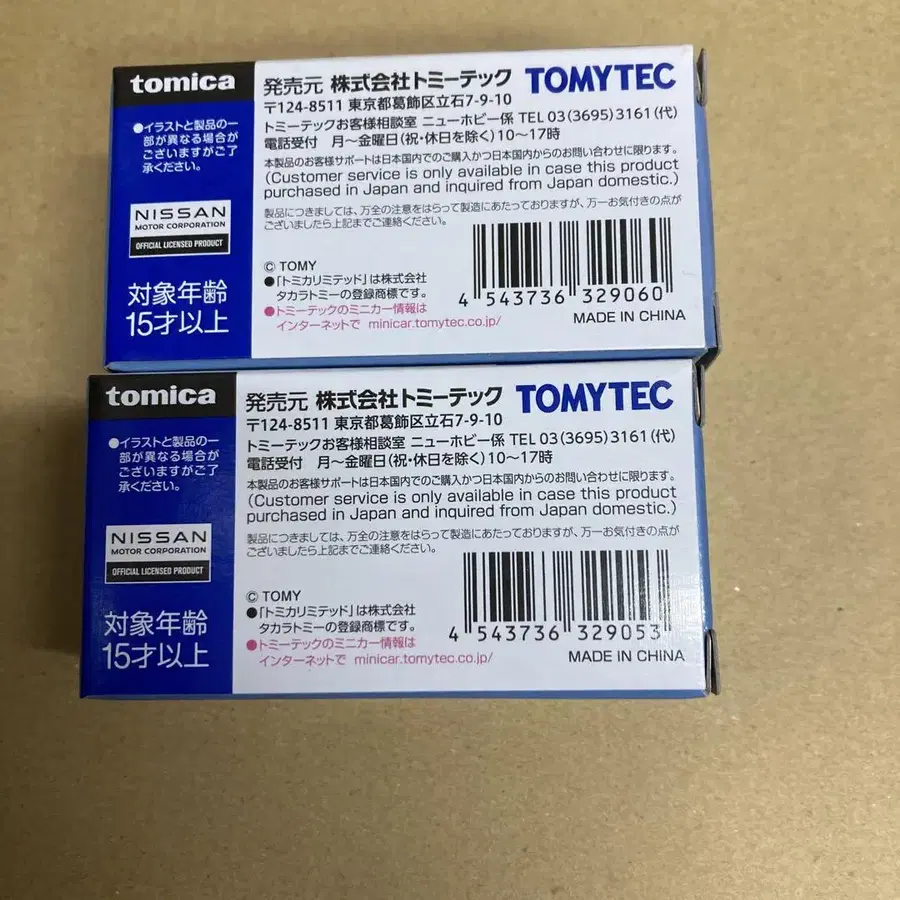 tomica
●イラストと製品の一
部が異なる場合が
ございますがご了
承ください。
NISSAN
MOTOR CORPORATION
OFFICIAL LICENSED PRODUCT
対象年齢
15才以上
発売元 株式会社トミーテック TOMYTEC
〒124-8511 東京都葛飾区立石7-9-10
トミーテックお客様相談室 ニューホビー係 TEL 03(3695)3161(代)
電話受付 月〜金曜日(祝・休日を除く)10〜17時
本製品のお客様サポートは日本国内でのご購入かつ日本国内からのお問い合わせに限ります。
(Customer service is only available in case this product
purchased in Japan and inquired from Japan domestic.)
製品につきましては、万全の注意をはらって製造にあたっておりますが、万一お気付きの点が
ございましたら上記までご連絡ください。
© TOMY
●「トミカリミテッド」は株式会社
タカラトミーの登録商標です。
●トミーテックのミニカー情報は
インターネットで minicar.tomytec.co.jp/
4 543736 329060
MADE IN CHINA
tomica
●イラストと製品の一
部が異なる場合が
ございますがご了
承ください。
NISSAN
MOTOR CORPORATION
OFFICIAL LICENSED PRODUCT
対象年齢
15才以上
発売元 株式会社トミーテック TOMYTEC
〒124-8511 東京都葛飾区立石7-9-10
トミーテックお客様相談室 ニューホビー係 TEL 03(3695)3161(代)
電話受付 月〜金曜日(祝・休日を除く)10〜17時
本製品のお客様サポートは日本国内でのご購入かつ日本国内からのお問い合わせに限ります。
(Customer service is only available in case this product
purchased in Japan and inquired from Japan domestic.)
製品につきましては、万全の注意をはらって製造にあたっておりますが、万一お気付きの点が
ございましたら上記までご連絡ください。
© TOMY
●「トミカリミテッド」は株式会社
タカラトミーの登録商標です。
●トミーテックのミニカー情報は
インターネットで minicar.tomytec.co.jp/
4 543736 329053
MADE IN CHINA